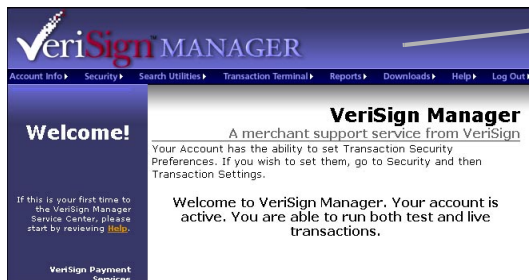 VeriSign MANAGER
Account Info Security Search Utilities Transaction Terminal Reports Downloads Help Log Out
Welcome!
If this is your first time to
the VeriSign Manager
Service Center, please
start by reviewing Help.
VeriSign Payment
Services
VeriSign Manager
A merchant support service from VeriSign
Your Account has the ability to set Transaction Security
Preferences. If you wish to set them, go to Security and then
Transaction Settings.
Welcome to VeriSign Manager. Your account is
active. You are able to run both test and live
transactions.